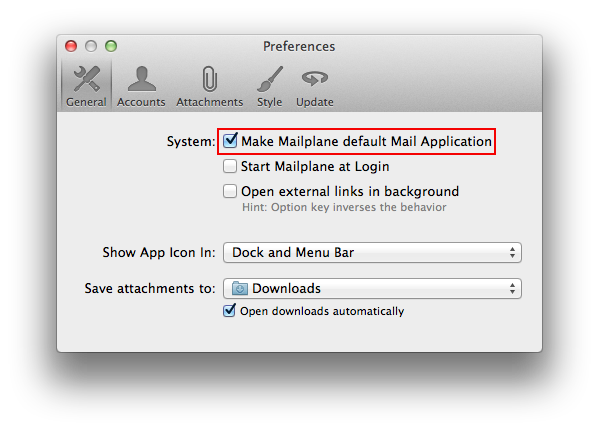 Preferences
General Accounts Attachments Style Update
System: Make Mailplane default Mail Application
Start Mailplane at Login
Open external links in background
Hint: Option key inverses the behavior
Show App Icon In: Dock and Menu Bar
Save attachments to: Downloads
Open downloads automatically